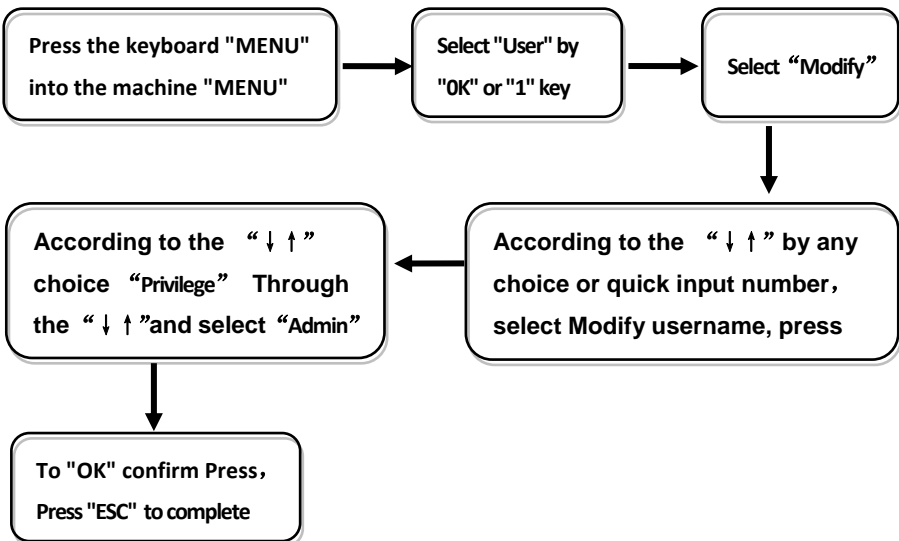 Press the keyboard "MENU"
into the machine "MENU"
Select "User" by
"0K" or "1" key
Select “Modify”
According to the “↓↑” by any
choice or quick input number，
select Modify username, press
According to the “↓↑”
choice “Privilege” Through
the “↓↑”and select “Admin”
To "OK" confirm Press，
Press "ESC" to complete